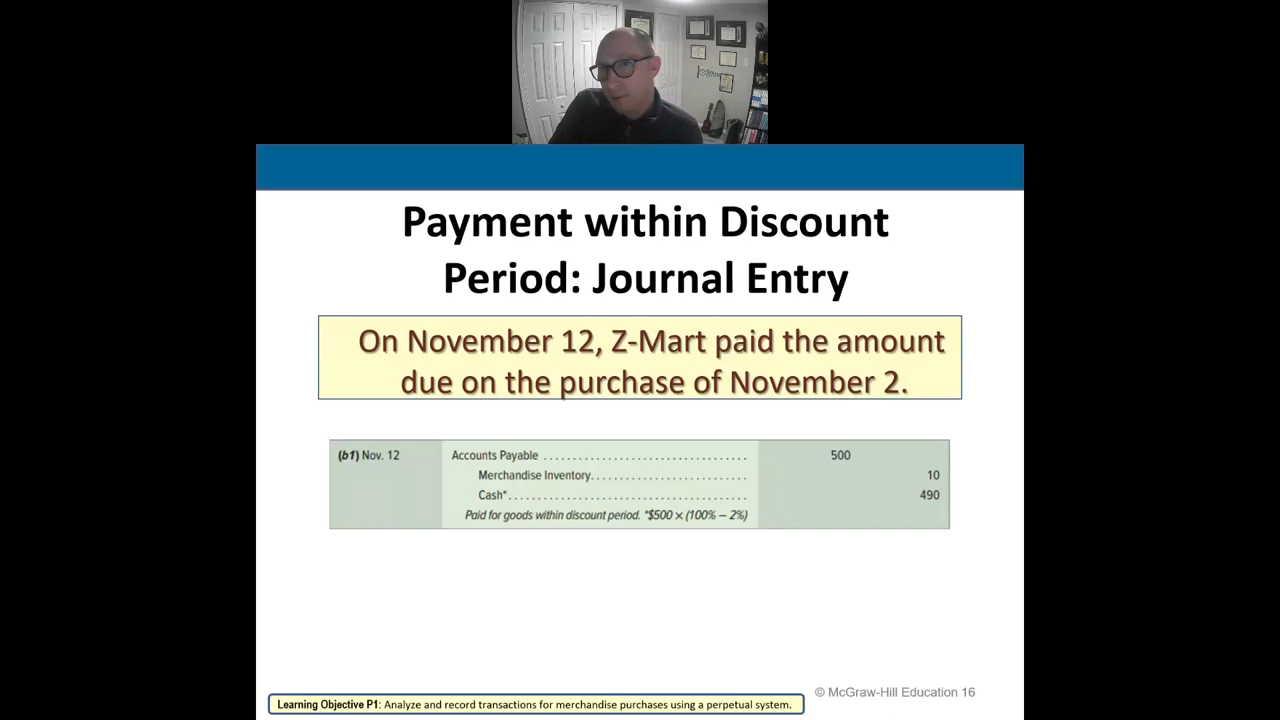 Payment within Discount
Period: Journal Entry
On November 12, Z-Mart paid the amount
due on the purchase of November 2.
(b1) Nov. 12 Accounts Payable ................................... 500
Merchandise Inventory........................... 10
Cash*......................................... 490
Paid for goods within discount period. *$500 × (100% – 2%)
© McGraw-Hill Education 16
Learning Objective P1: Analyze and record transactions for merchandise purchases using a perpetual system.